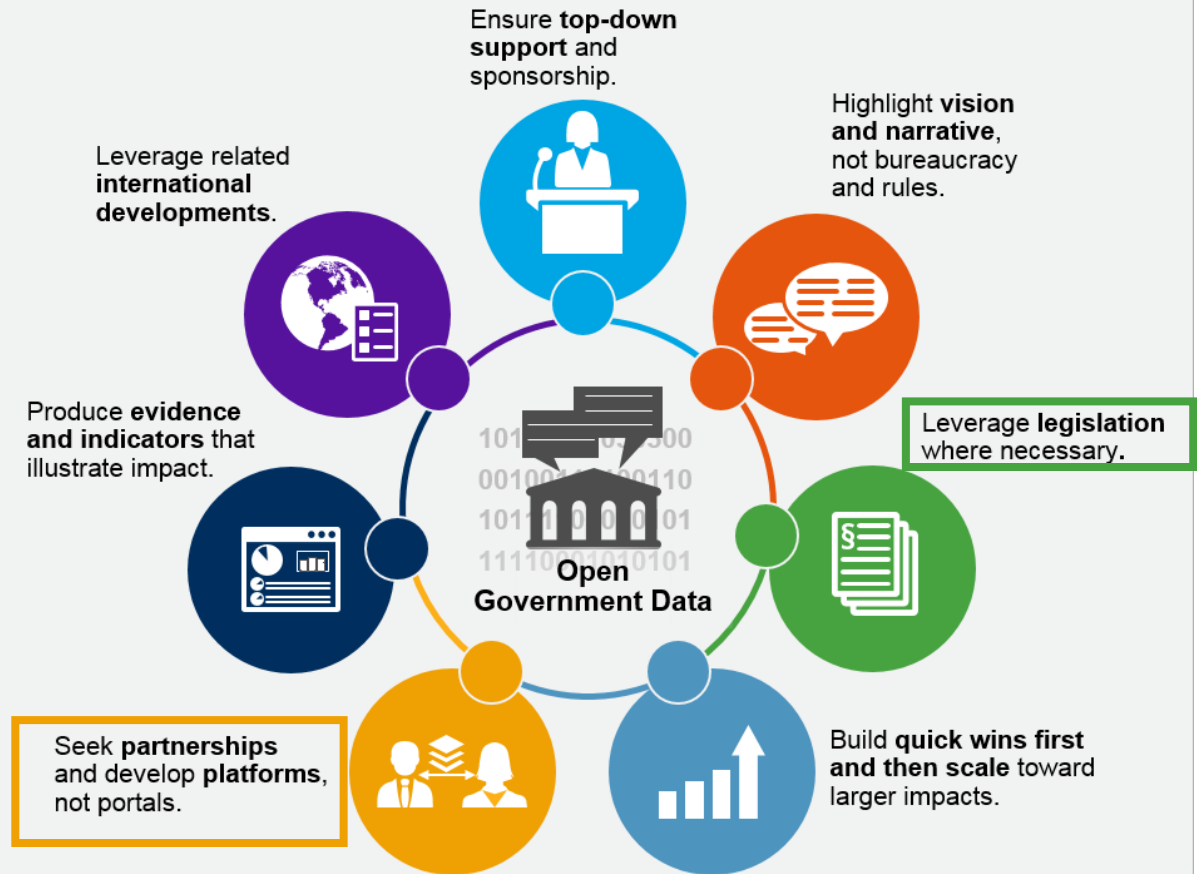 Ensure top-down
support and
sponsorship.
Highlight vision
and narrative,
not bureaucracy
and rules.
Leverage legislation
where necessary.
Build quick wins first
and then scale toward
larger impacts.
Seek partnerships
and develop platforms,
not portals.
Produce evidence
and indicators that
illustrate impact.
Leverage related
international
developments.
§
Open
Government Data
11110001010101